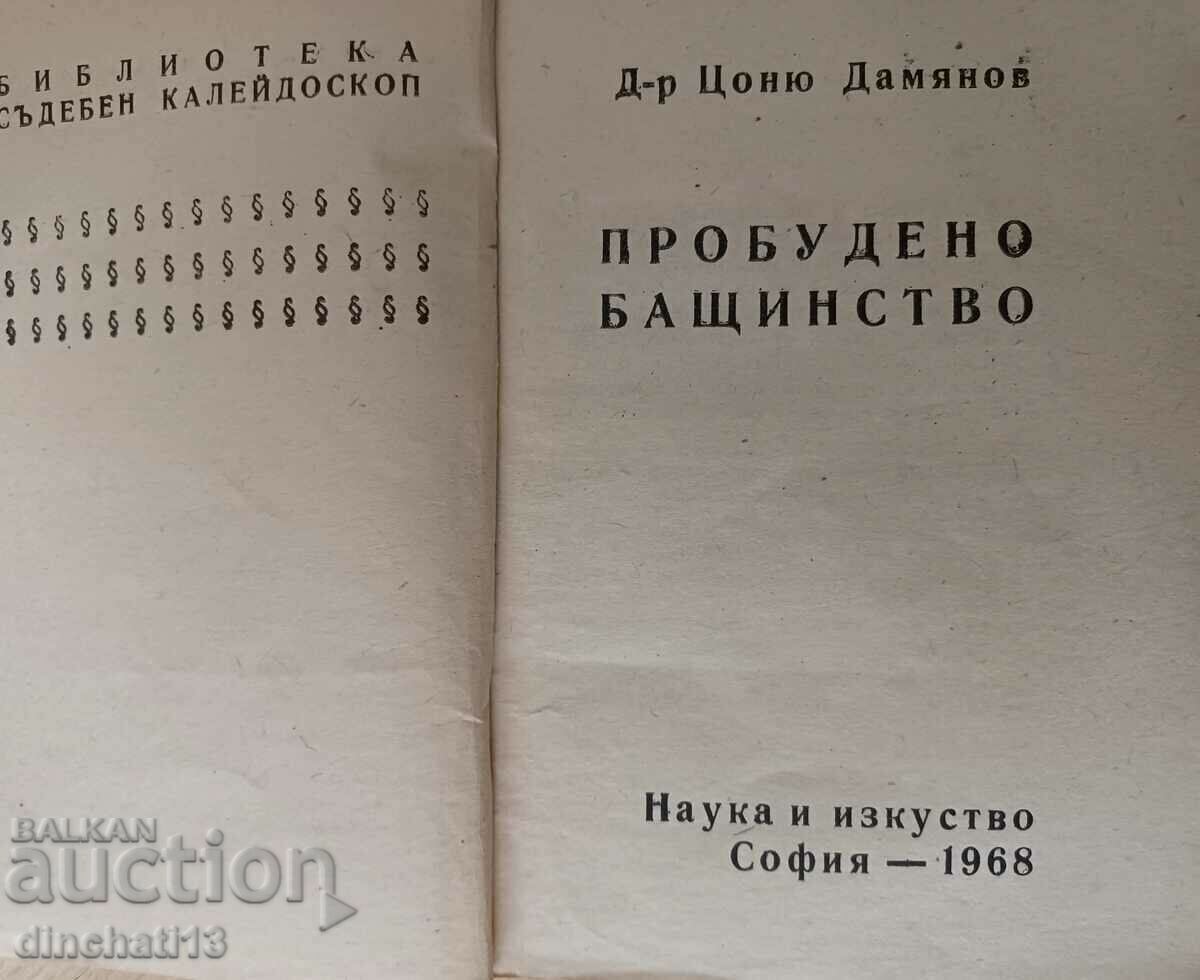 БИБЛИОТЕКА
СЪДЕБЕН КАЛЕЙДОСКОП
§ § § § § § § § § § § § § § §
§ § § § § § § § § § § § § § §
§ § § § § § § § § § § § § § §
Д-р Цоню Дамянов
ПРОБУДЕНО
БАЩИНСТВО
Наука и изкуство
София — 1968
BALKAN
auction
dinchati13